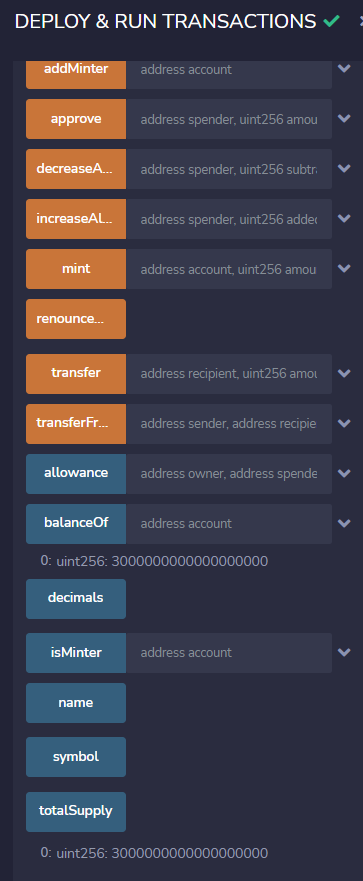 DEPLOY & RUN TRANSACTIONS
addMinter address account
approve address spender, uint256 amou
decreaseA... address spender, uint256 subtra
increaseAl... address spender, uint256 added
mint address account, uint256 amou
renounce...
transfer address recipient, uint256 amou
transferFr... address sender, address recipie
allowance address owner, address spende
balanceOf address account
0: uint256: 3000000000000000000
decimals
isMinter address account
name
symbol
totalSupply
0: uint256: 3000000000000000000